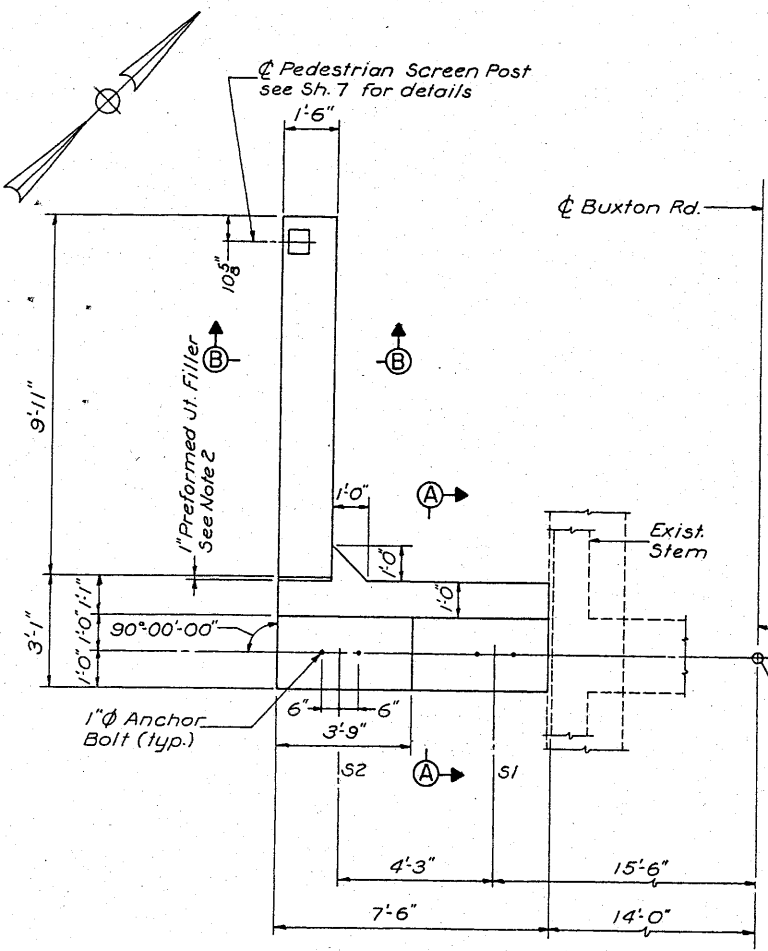 ℄ Pedestrian Screen Post
see Sh. 7 for details
1'-6"
℄ Buxton Rd.
10⅝"
B
B
9'-11"
1" Preformed Jt. Filler
See Note 2
1'-0"
A
1'-0"
Exist.
Stem
1'-0"
3'-1"
1'-1"
1'-0"
1'-0"
90°-00'-00"
1"Φ Anchor
Bolt (typ.)
6"
6"
3'-9"
S2
A
S1
4'-3"
15'-6"
7'-6"
14'-0"